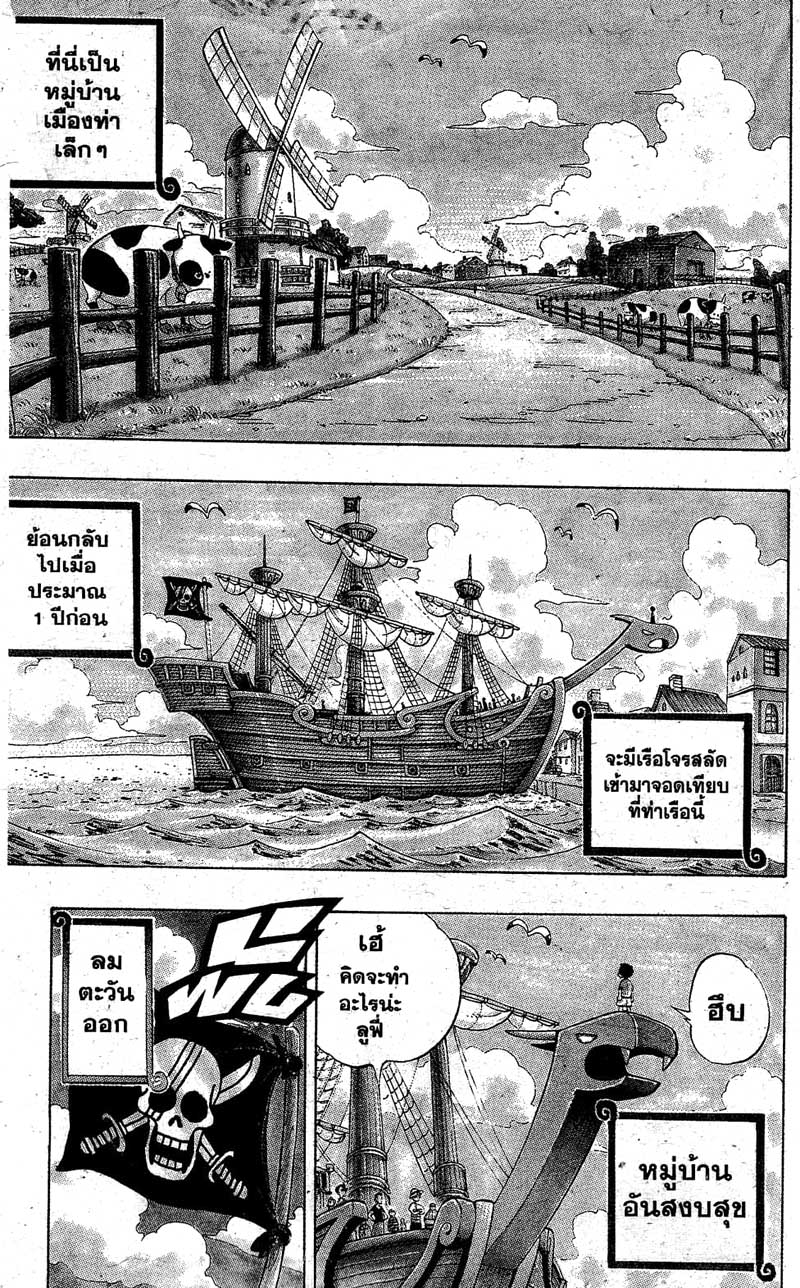 ที่นี่เป็น
หมู่บ้าน
เมืองท่า
เล็ก ๆ
ย้อนกลับ
ไปเมื่อ
ประมาณ
1 ปีก่อน
จะมีเรือโจรสลัด
เข้ามาจอดเทียบ
ที่ท่าเรือนี้
ลม
ตะวัน
ออก
เฮ้
คิดจะทำ
อะไรน่ะ
ลูฟี่
ฮึบ
หมู่บ้าน
อันสงบสุข